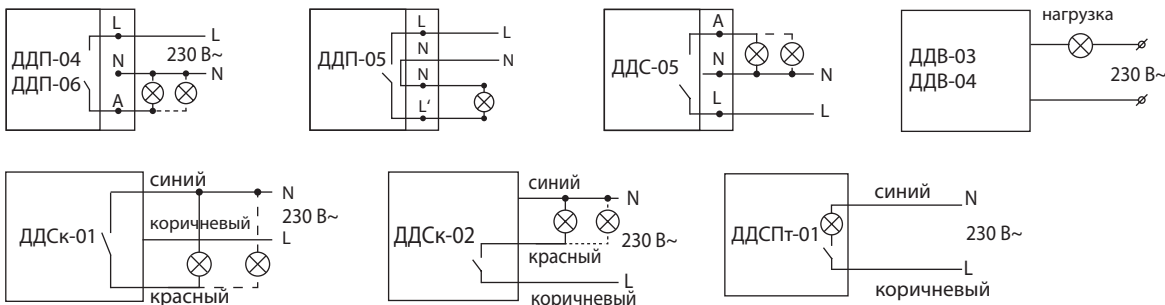 ДДП-04
ДДП-06
L
N
A
L
230 В~
N
ДДП-05
L
N
N
L‘
L
N
ДДС-05
A
N
L
N
L
ДДВ-03
ДДВ-04
нагрузка
230 В~
ДДСк-01
синий
коричневый
красный
N
230 В~
L
ДДСк-02
синий
N
230 В~
красный
L
коричневый
ДДСПт-01
синий
N
230 В~
L
коричневый